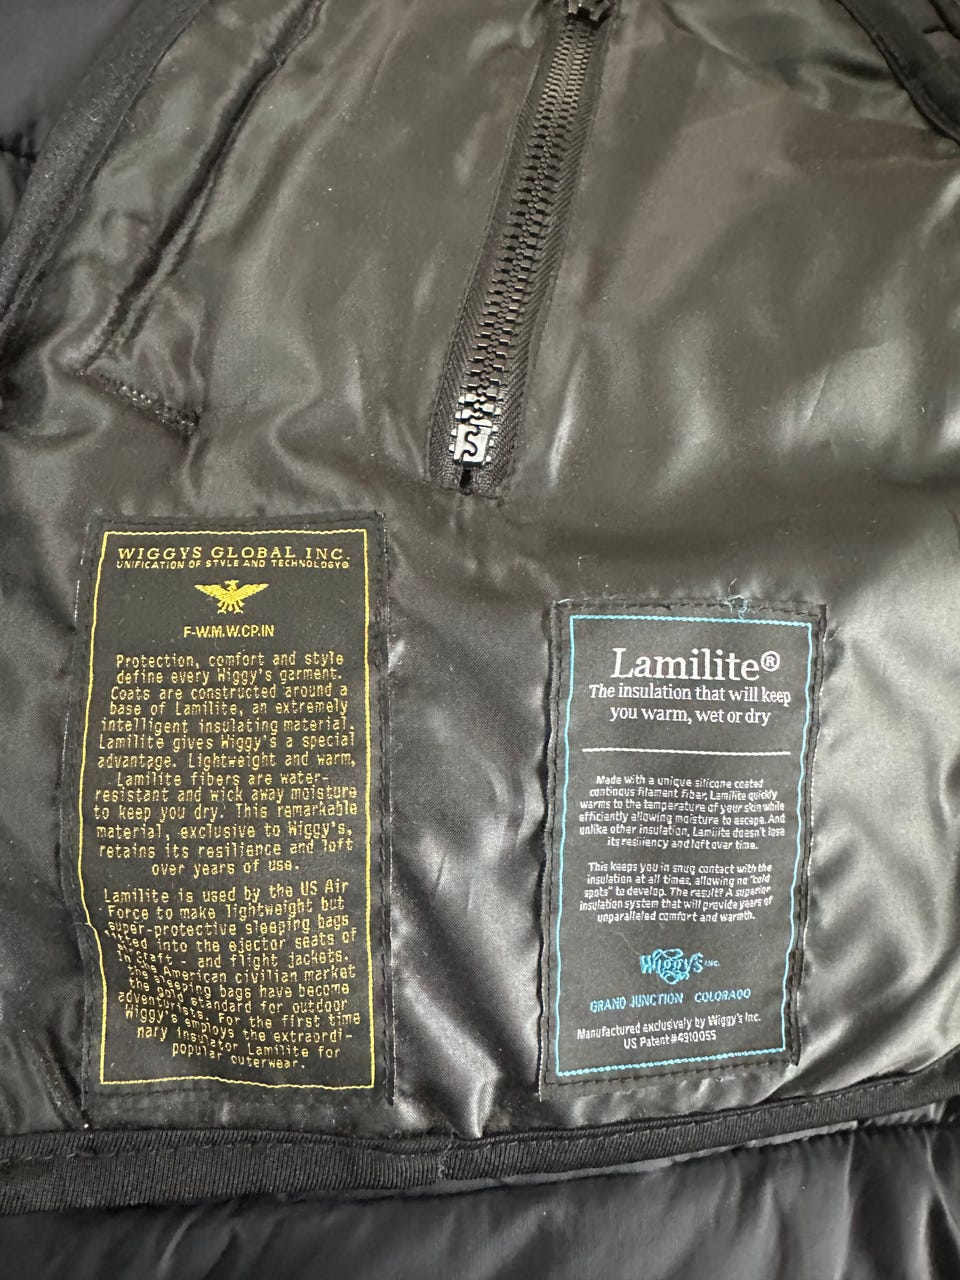 S
WIGGYS GLOBAL INC.
UNIFICATION OF STYLE AND TECHNOLOGY®
F-W.M.W.CP.IN
Protection, comfort and style
define every Wiggy's garment.
Coats are constructed around a
base of Lamilite, an extremely
intelligent insulating material.
Lamilite gives Wiggy's a special
advantage. Lightweight and warm,
Lamilite fibers are water-
resistant and wick away moisture
to keep you dry. This remarkable
material, exclusive to Wiggy's,
retains its resilience and loft
over years of use.
Lamilite is used by the US Air
Force to make lightweight but
super-protective sleeping bags
fitted into the ejector seats of
craft - and flight jackets.
the American civilian market
the sleeping bags have become
the gold standard for outdoor
adventurists. For the first time
Wiggy's employs the extraordi-
nary insulator Lamilite for
popular outerwear.
Lamilite®
The insulation that will keep
you warm, wet or dry
Made with a unique silicone coated
continous filament fiber, Lamilite quickly
warms to the temperature of your skin while
efficiently allowing moisture to escape. And
unlike other insulation, Lamilite doesn't lose
its resiliency and loft over time.
This keeps you in snug contact with the
insulation at all times, allowing no "cold
spots" to develop. The result? A superior
insulation system that will provide years of
unparalleled comfort and warmth.
Wiggy's INC.
GRAND JUNCTION COLORADO
Manufactured exclusively by Wiggy's Inc.
US Patent #4910055